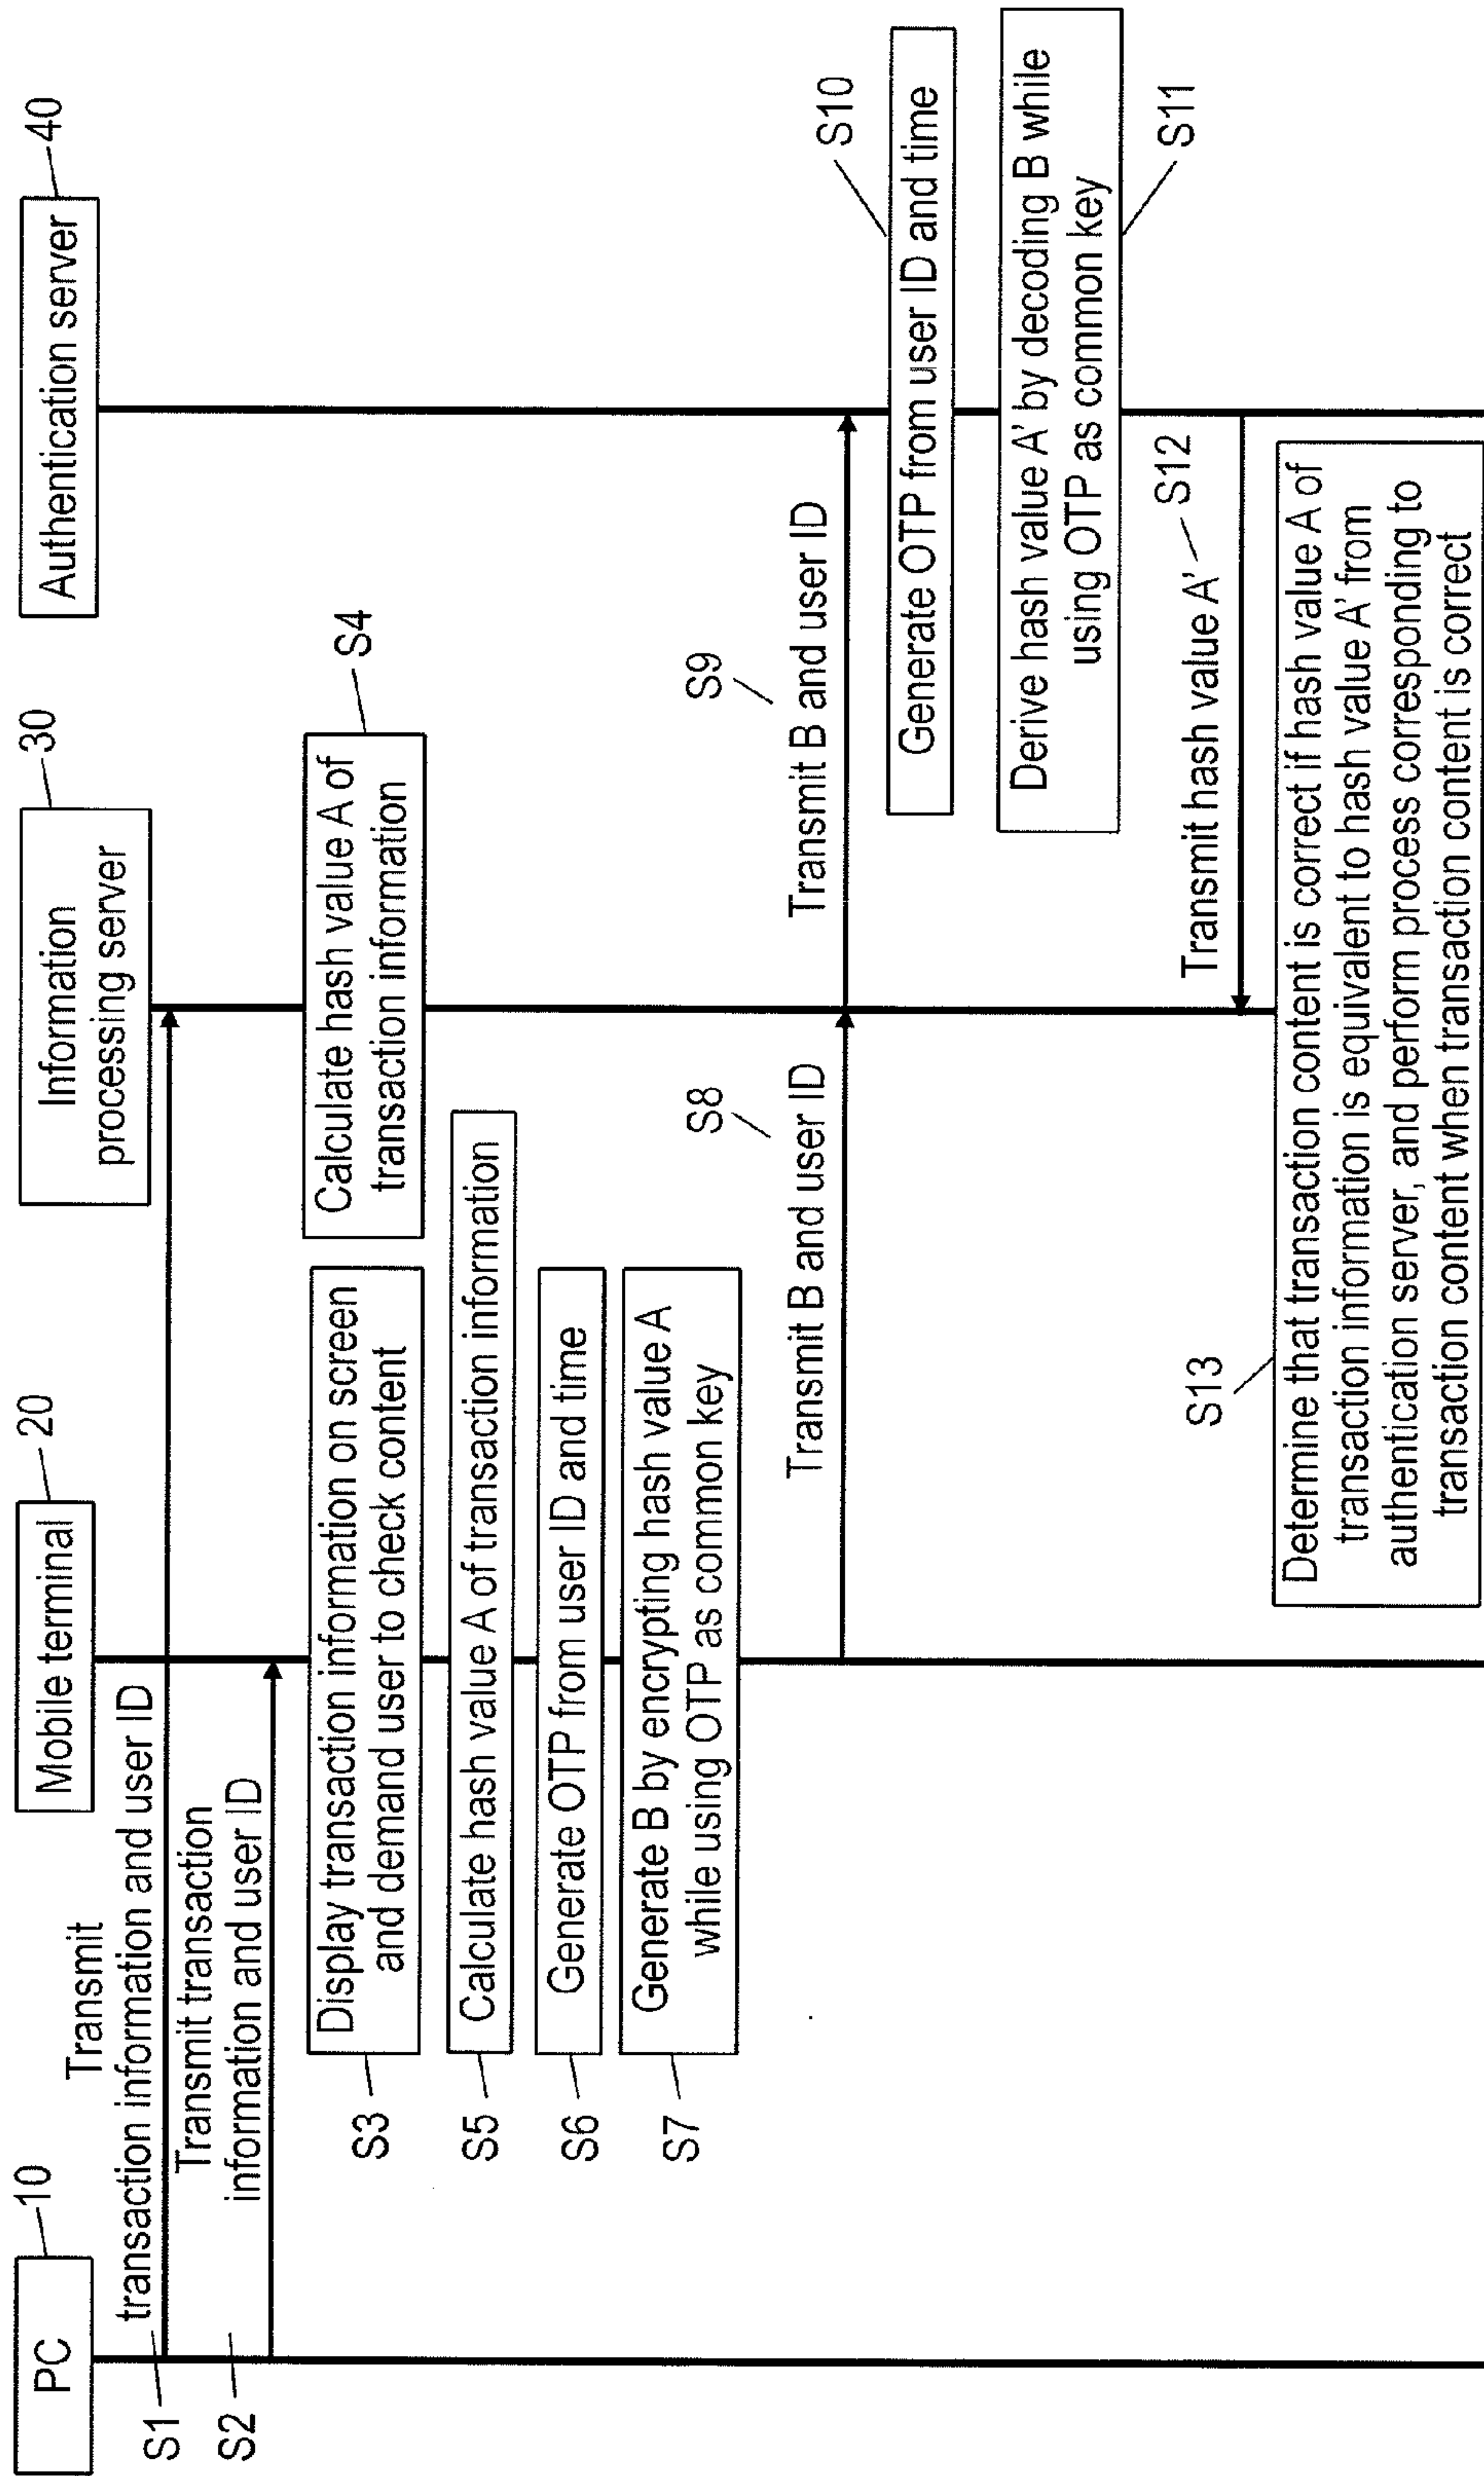 PC
10
Mobile terminal
20
Information
processing server
30
Authentication server
40
S1
Transmit
transaction information and user ID
S2
Transmit transaction
information and user ID
S3
Display transaction information on screen
and demand user to check content
Calculate hash value A of
transaction information
S4
S5
Calculate hash value A of transaction information
S6
Generate OTP from user ID and time
S7
Generate B by encrypting hash value A
while using OTP as common key
S8
Transmit B and user ID
S9
Transmit B and user ID
Generate OTP from user ID and time
S10
Derive hash value A' by decoding B while
using OTP as common key
S11
Transmit hash value A'
S12
S13
Determine that transaction content is correct if hash value A of
transaction information is equivalent to hash value A' from
authentication server, and perform process corresponding to
transaction content when transaction content is correct